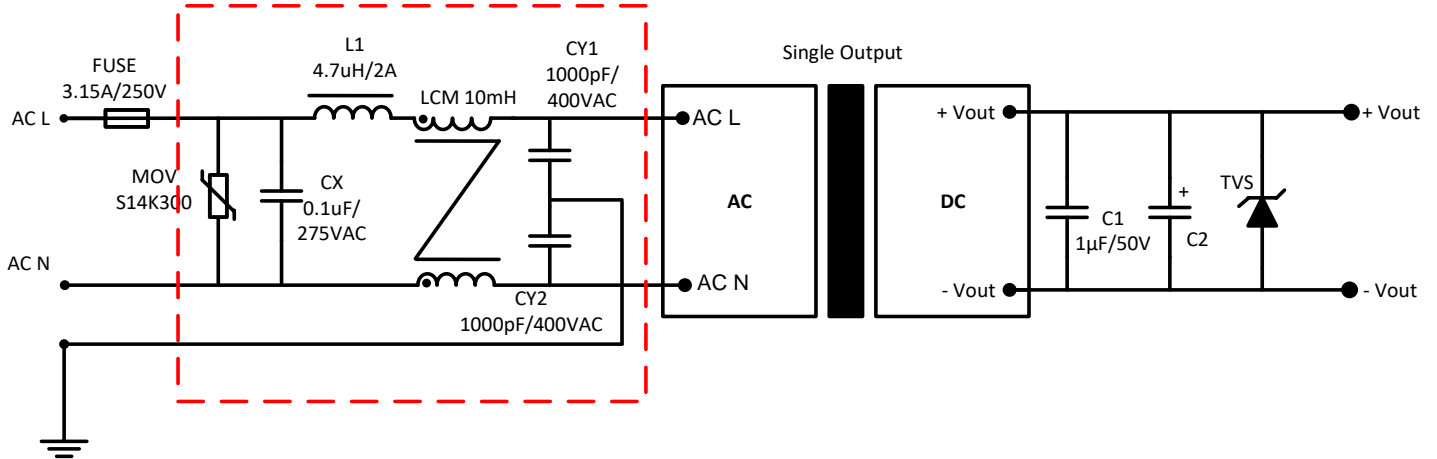 Single Output
L1
4.7uH/2A
CY1
1000pF/
400VAC
FUSE
3.15A/250V
LCM 10mH
AC L
AC L
+ Vout
+ Vout
MOV
S14K300
CX
0.1uF/
275VAC
AC
DC
TVS
+
C1
1µF/50V
C2
AC N
AC N
- Vout
- Vout
CY2
1000pF/400VAC